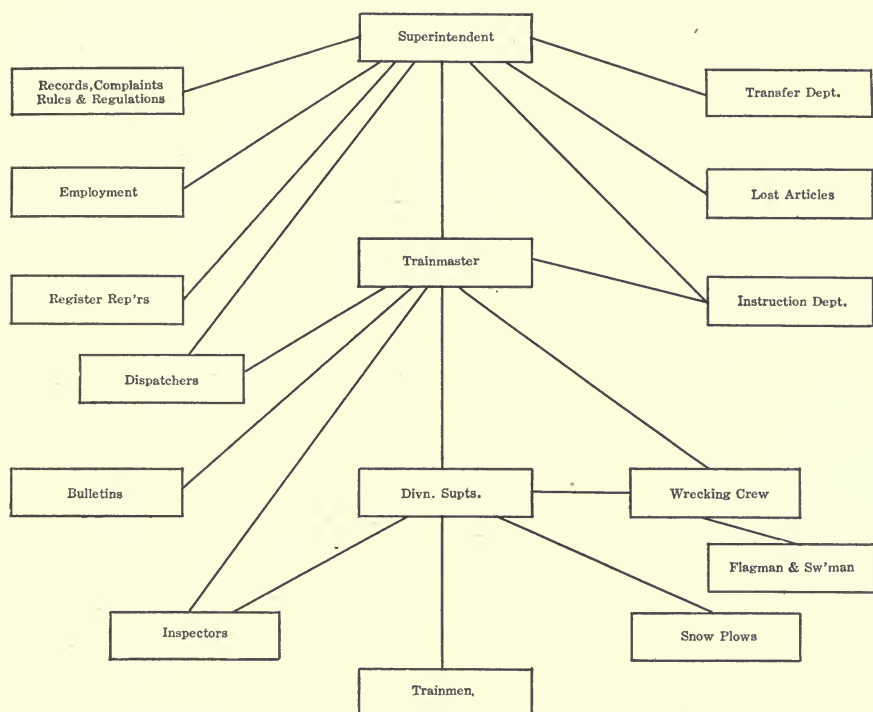 Superintendent
Records, Complaints
Rules & Regulations
Transfer Dept.
Employment
Lost Articles
Trainmaster
Register Rep'rs
Instruction Dept.
Dispatchers
Bulletins
Divn. Supts.
Wrecking Crew
Flagman & Sw'man
Inspectors
Snow Plows
Trainmen.